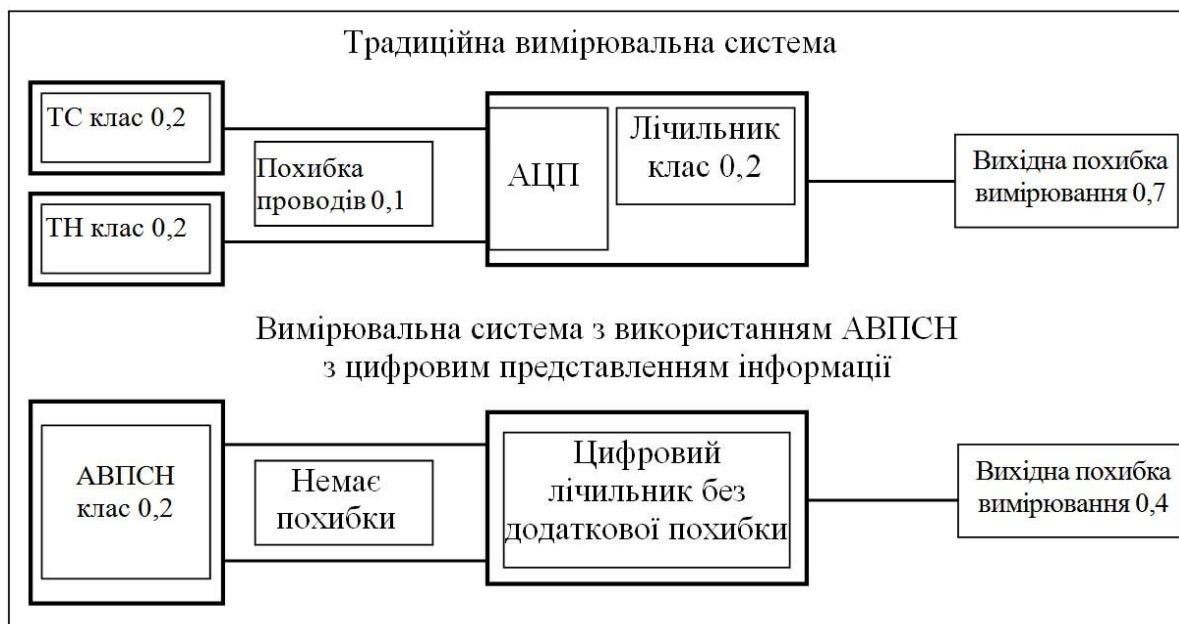 Традиційна вимірювальна система
ТС клас 0,2
ТН клас 0,2
Похибка
проводів 0,1
АЦП
Лічильник
клас 0,2
Вихідна похибка
вимірювання 0,7
Вимірювальна система з використанням АВПСН
з цифровим представленням інформації
АВПСН
клас 0,2
Немає
похибки
Цифровий
лічильник без
додаткової похибки
Вихідна похибка
вимірювання 0,4